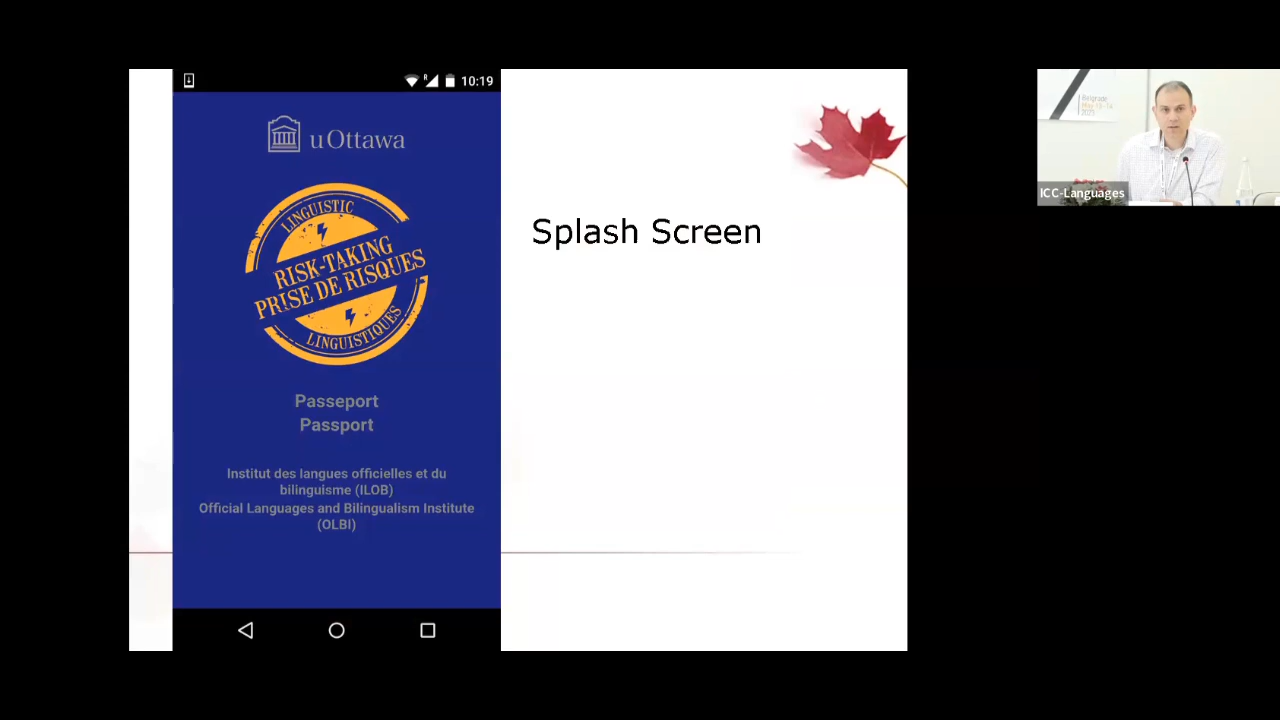 10:19
uOttawa
LINGUISTIC
RISK-TAKING
PRISE DE RISQUES
LINGUISTIQUES
Passeport
Passport
Institut des langues officielles et du
bilinguisme (ILOB)
Official Languages and Bilingualism Institute
(OLBI)
Splash Screen
Belgrade
ICC-Languages